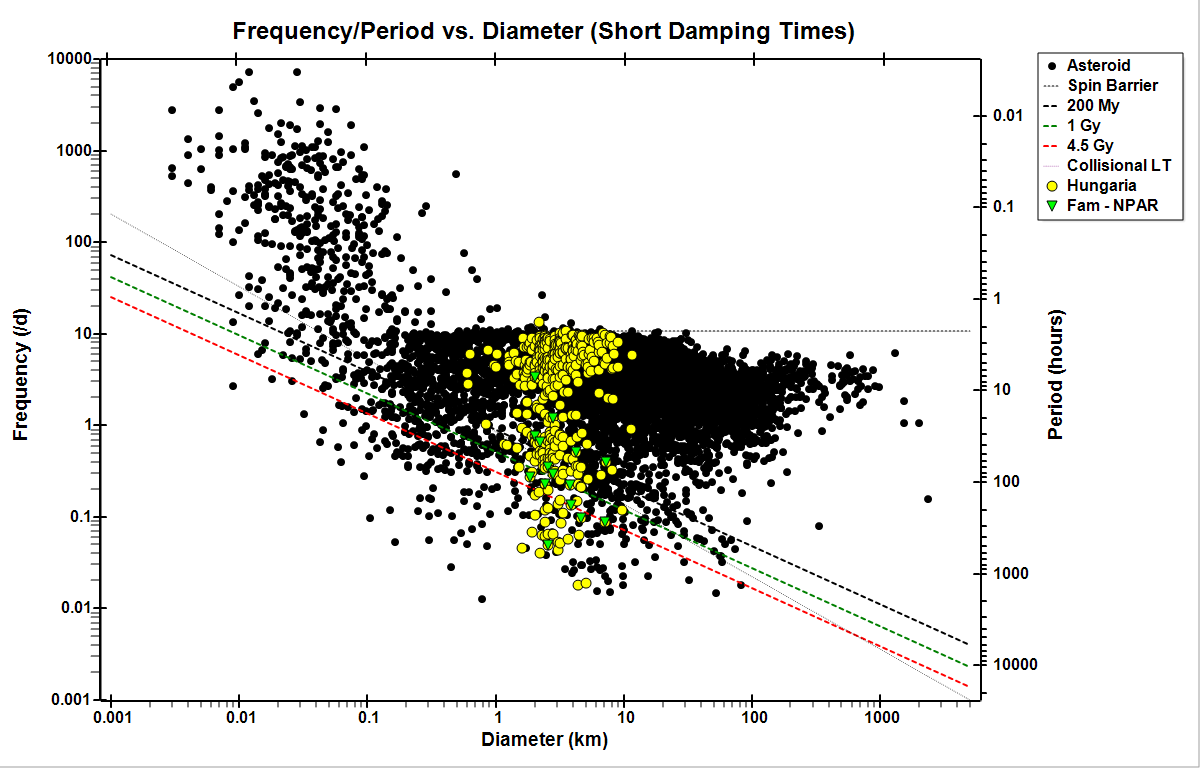 Frequency/Period vs. Diameter (Short Damping Times)
Asteroid
Spin Barrier
200 My
1 Gy
4.5 Gy
Collisional LT
Hungaria
Fam - NPAR
Frequency (/d)
10000
1000
100
10
1
0.1
0.01
0.001
0.001
0.01
0.1
1
10
100
1000
Diameter (km)
0.01
0.1
1
10
100
1000
10000
Period (hours)